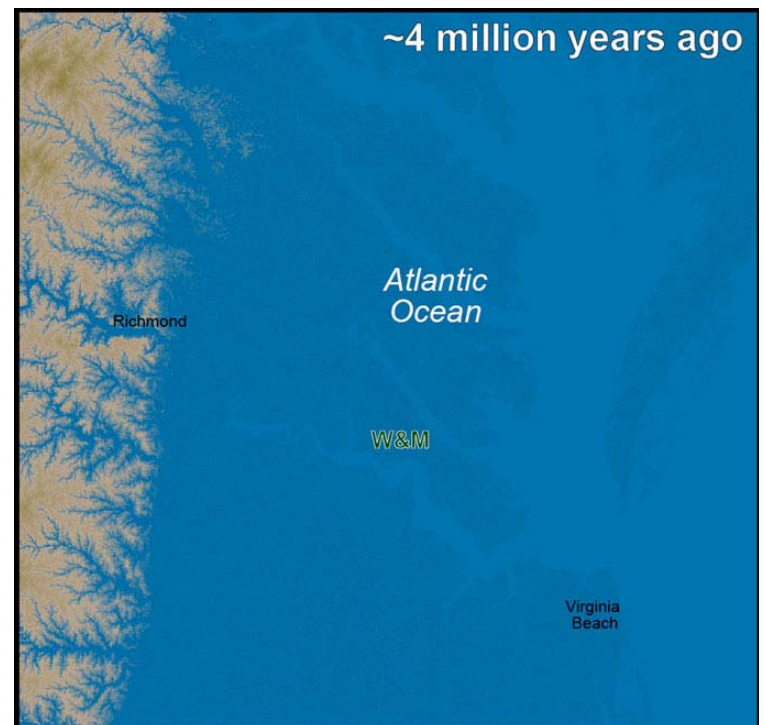 ~4 million years ago
Atlantic
Ocean
Richmond
W&M
Virginia
Beach